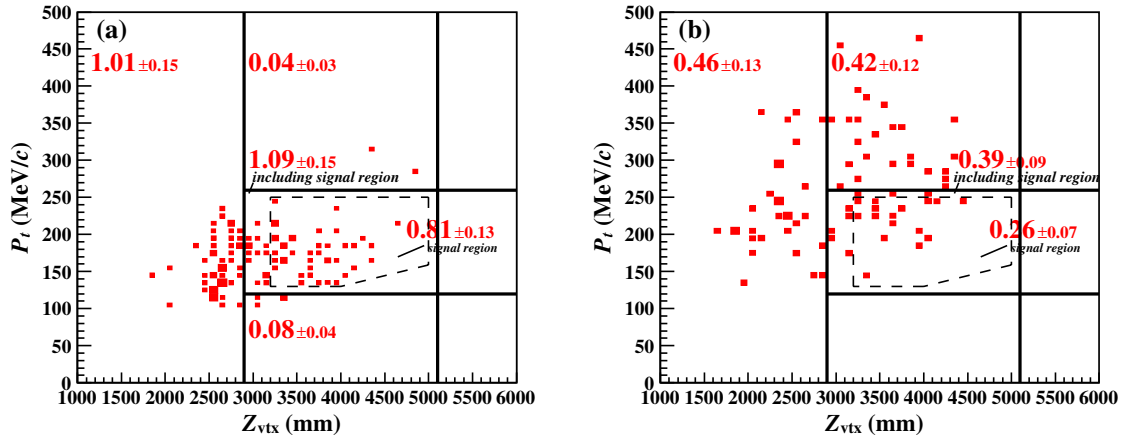 (a)
500
450
400
350
300
250
200
150
100
50
0
P_t (MeV/c)
1.01±0.15
0.04±0.03
1.09±0.15
including signal region
0.81±0.13
signal region
0.08±0.04
1000 1500 2000 2500 3000 3500 4000 4500 5000 5500 6000
Z_vtx (mm)
(b)
500
450
400
350
300
250
200
150
100
50
0
P_t (MeV/c)
0.46±0.13
0.42±0.12
0.39±0.09
including signal region
0.26±0.07
signal region
1000 1500 2000 2500 3000 3500 4000 4500 5000 5500 6000
Z_vtx (mm)